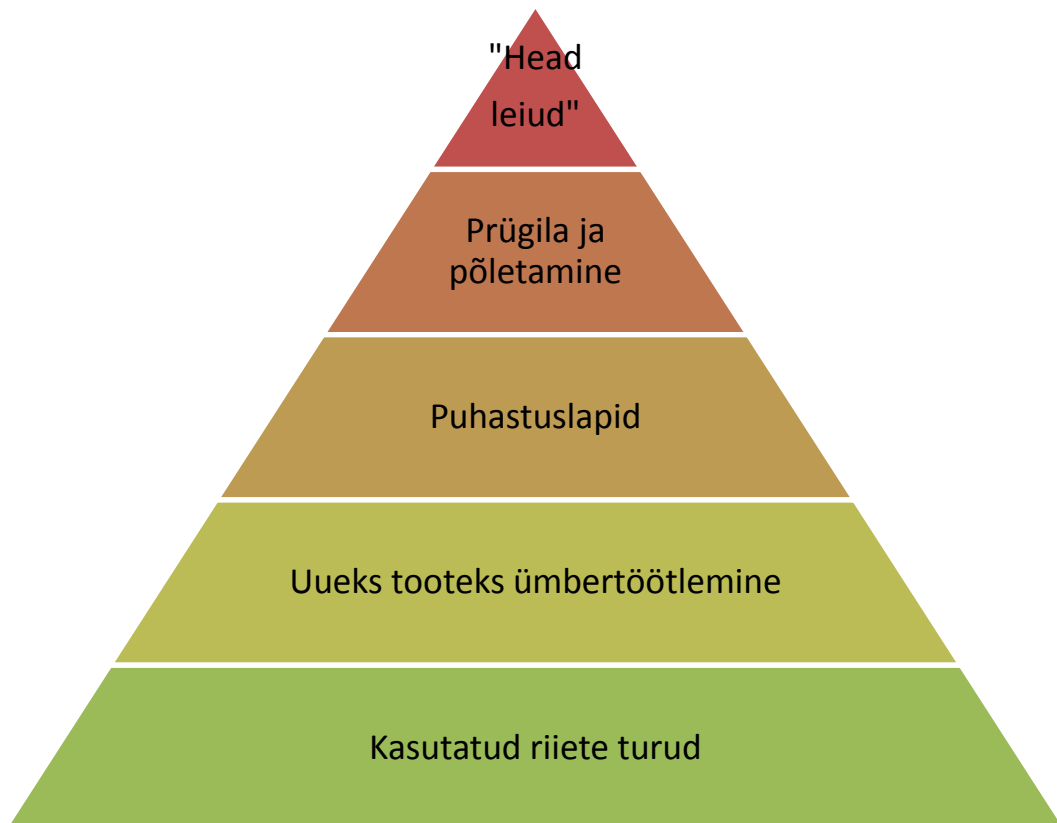 "Head
leiud"
Prügila ja
põletamine
Puhastuslapid
Uueks tooteks ümbertöötlemine
Kasutatud riiete turud